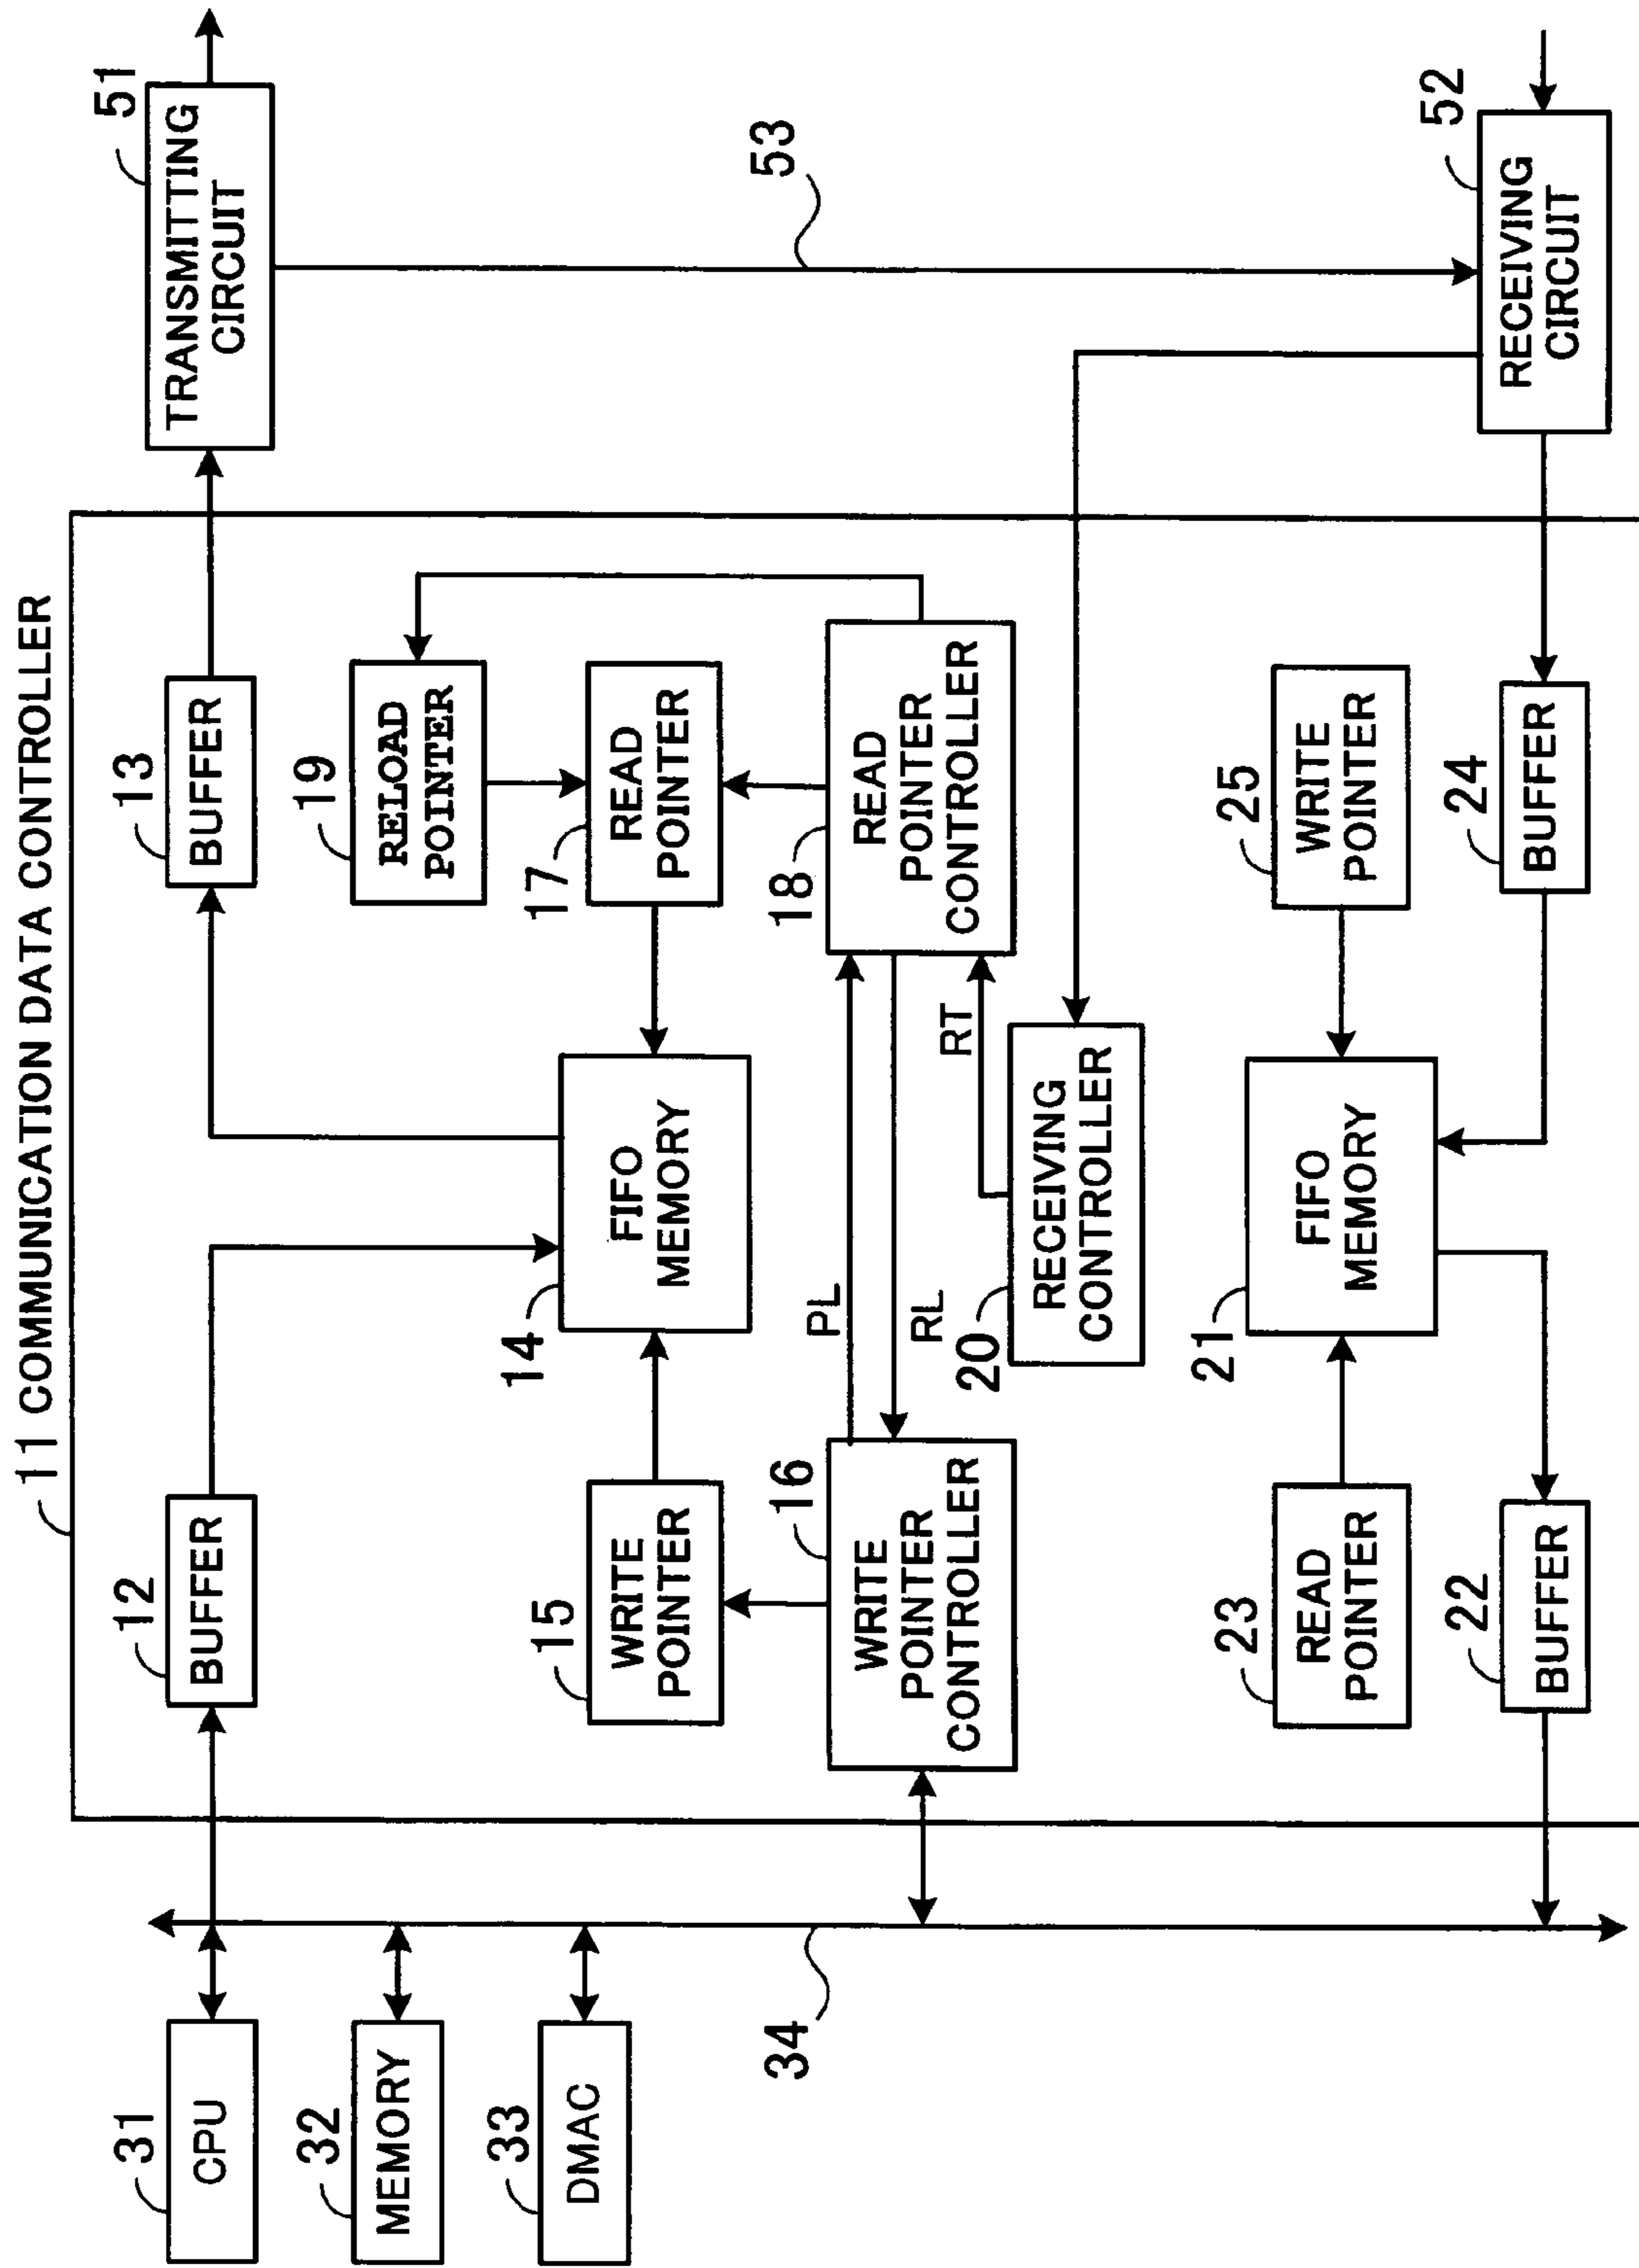 11 COMMUNICATION DATA CONTROLLER
31
CPU
32
MEMORY
33
DMAC
34
12
BUFFER
13
BUFFER
51
TRANSMITTING
CIRCUIT
14
FIFO
MEMORY
15
WRITE
POINTER
19
RELOAD
POINTER
17
READ
POINTER
16
WRITE
POINTER
CONTROLLER
PL
RL
18
READ
POINTER
CONTROLLER
RT
20
RECEIVING
CONTROLLER
53
23
READ
POINTER
21
FIFO
MEMORY
25
WRITE
POINTER
22
BUFFER
24
BUFFER
52
RECEIVING
CIRCUIT